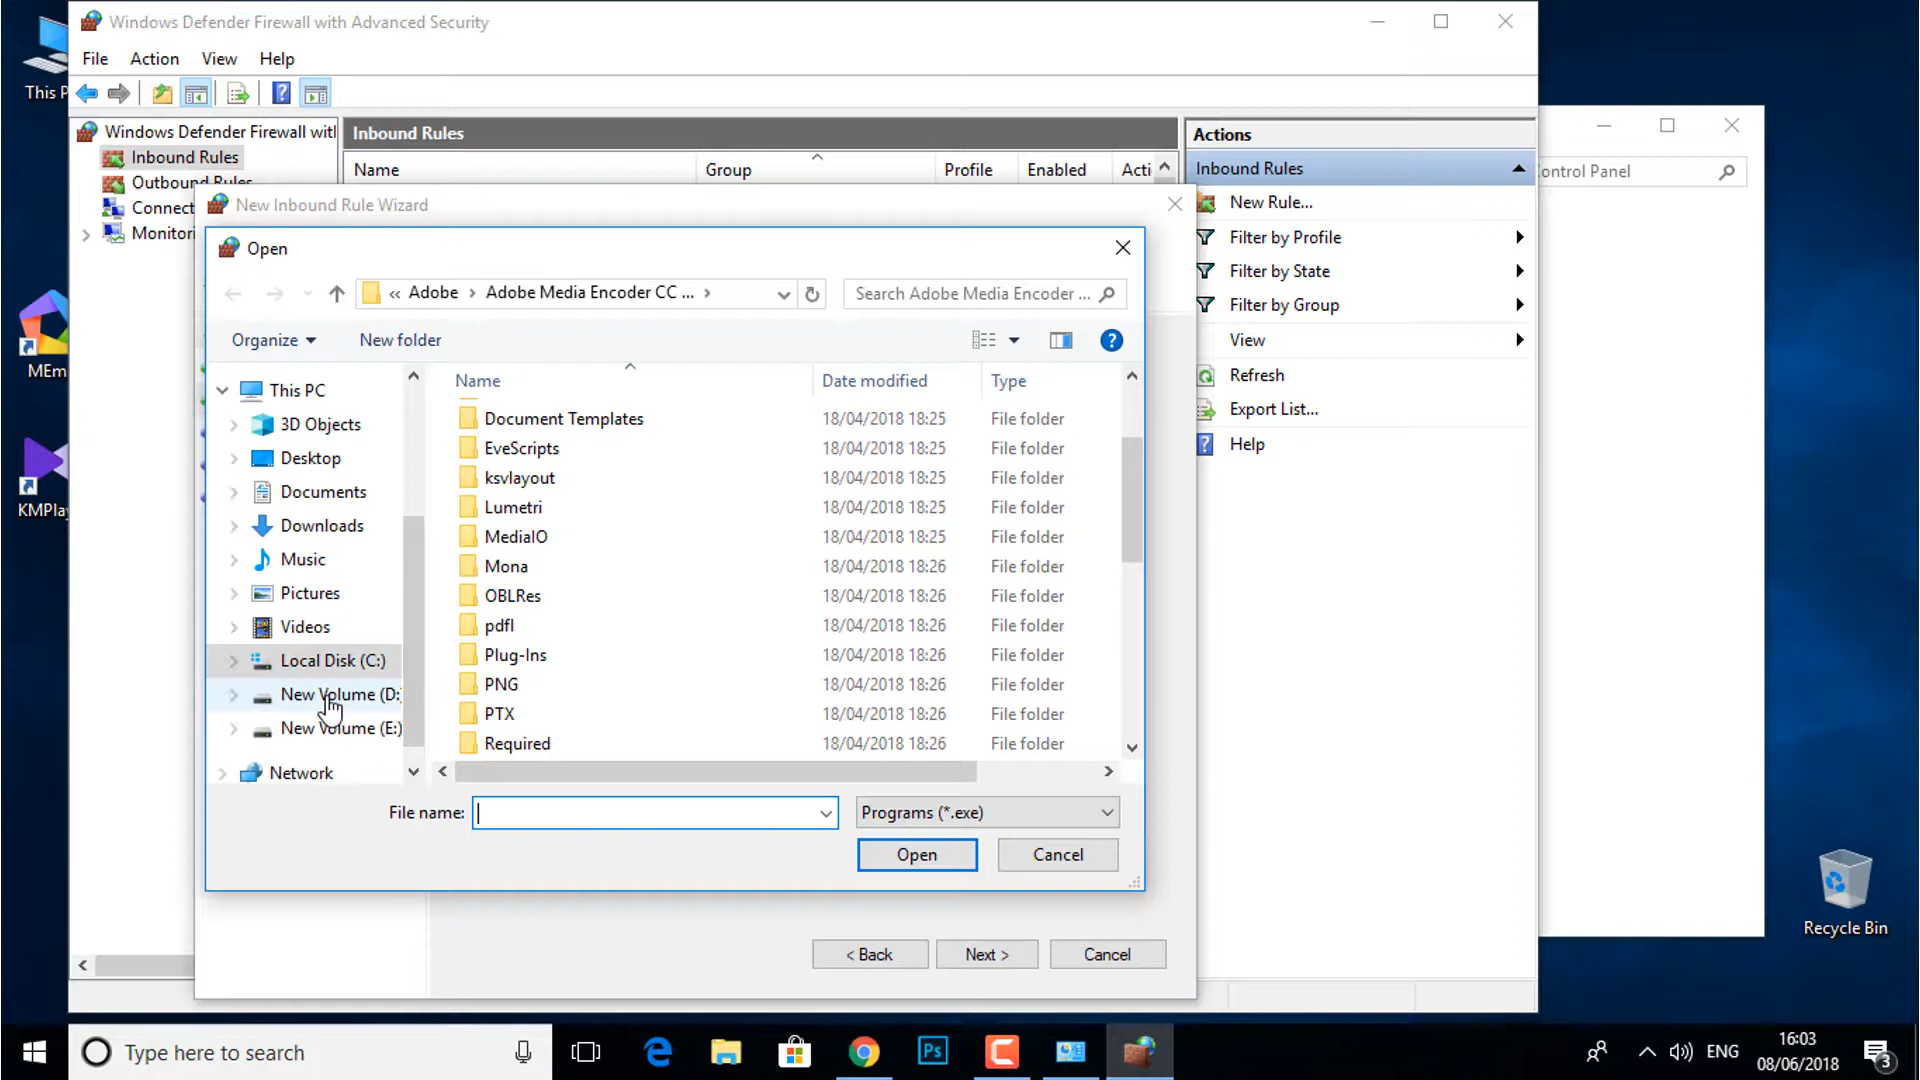 Windows Defender Firewall with Advanced Security
File Action View Help
This P
Windows Defender Firewall witl
Inbound Rules
Outbound Rules
Connect
Monitori
Inbound Rules
Name Group Profile Enabled Acti
Actions
Inbound Rules
New Rule...
Filter by Profile
Filter by State
Filter by Group
View
Refresh
Export List...
Help
ontrol Panel
New Inbound Rule Wizard
Open
« Adobe > Adobe Media Encoder CC ... >
Search Adobe Media Encoder ...
Organize New folder
This PC
3D Objects
Desktop
Documents
Downloads
Music
Pictures
Videos
Local Disk (C:)
New Volume (D:
New Volume (E:)
Network
Name Date modified Type
Document Templates 18/04/2018 18:25 File folder
EveScripts 18/04/2018 18:25 File folder
ksvlayout 18/04/2018 18:25 File folder
Lumetri 18/04/2018 18:25 File folder
MediaIO 18/04/2018 18:25 File folder
Mona 18/04/2018 18:26 File folder
OBLRes 18/04/2018 18:26 File folder
pdfl 18/04/2018 18:26 File folder
Plug-Ins 18/04/2018 18:26 File folder
PNG 18/04/2018 18:26 File folder
PTX 18/04/2018 18:26 File folder
Required 18/04/2018 18:26 File folder
File name: Programs (*.exe)
Open Cancel
< Back Next > Cancel
MEm
KMPlay
Recycle Bin
Type here to search
Ps
ENG
16:03
08/06/2018
3